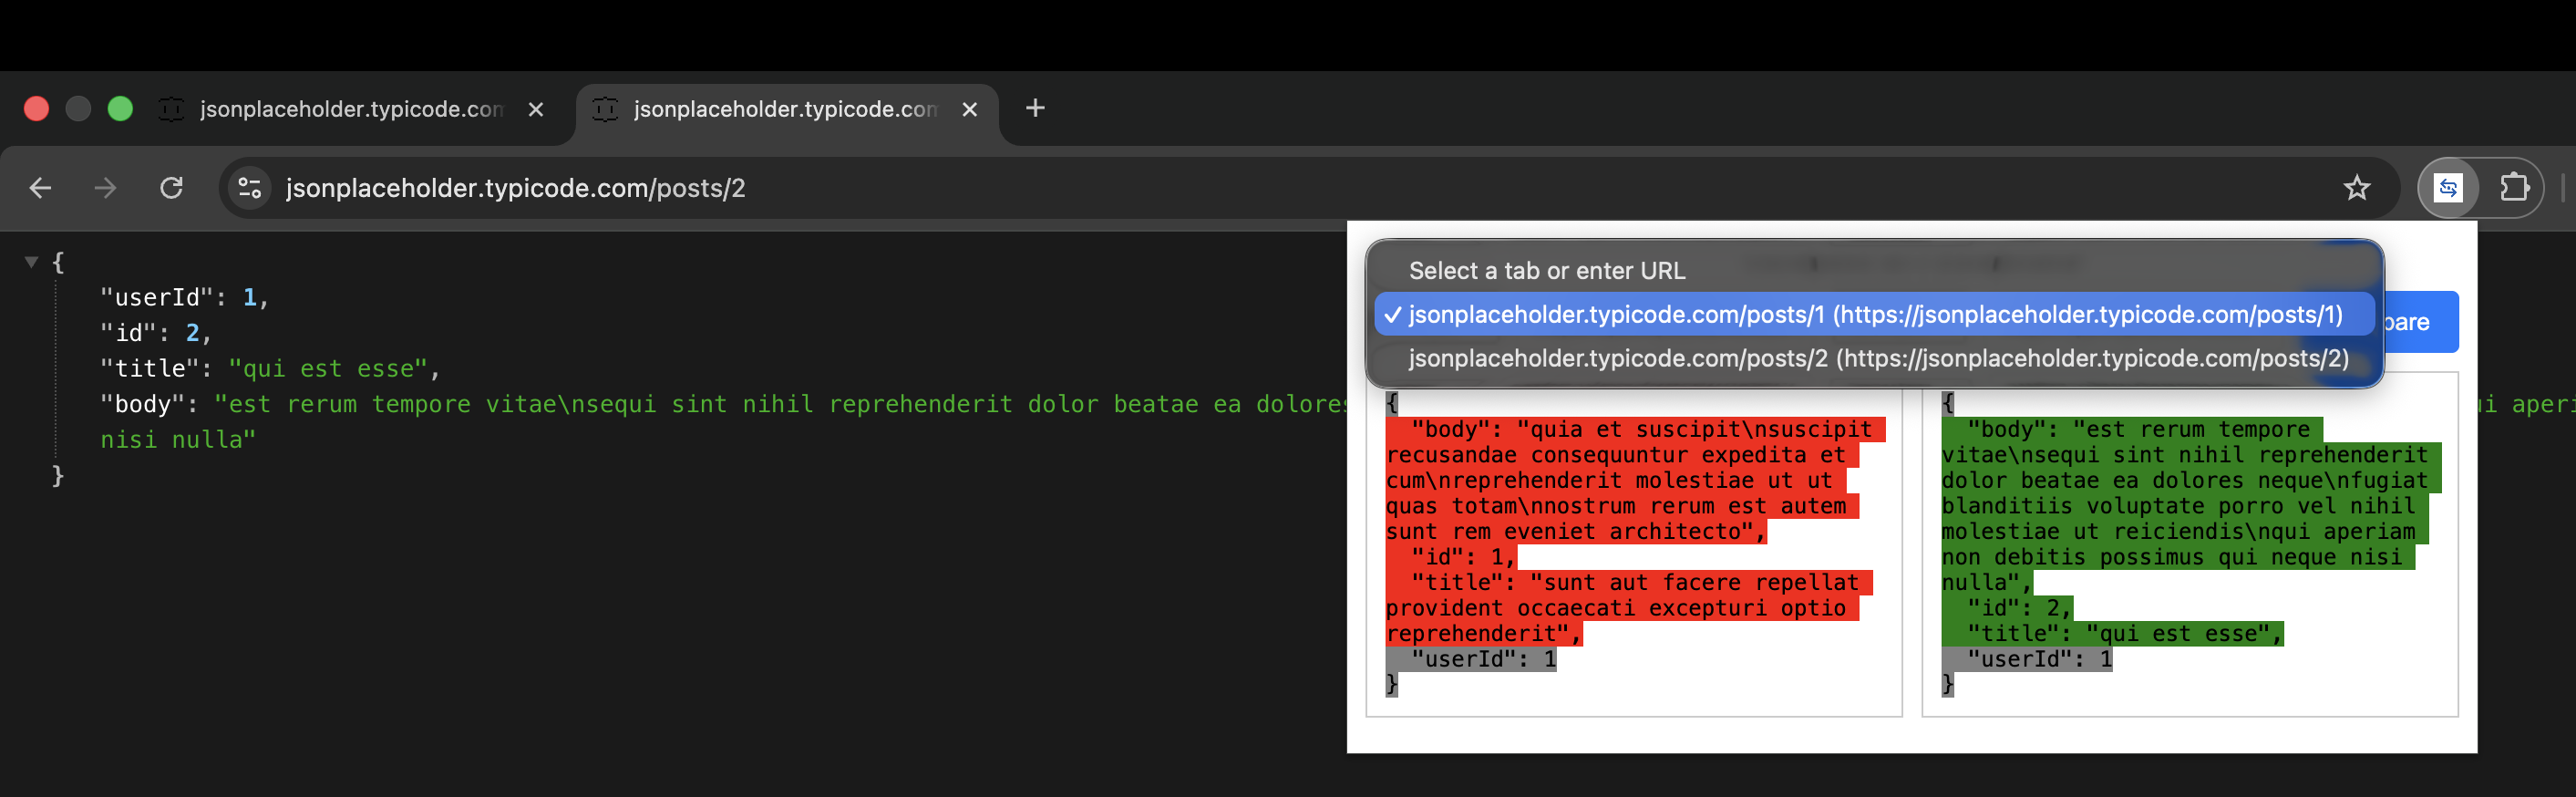 jsonplaceholder.typicode.com
jsonplaceholder.typicode.com
jsonplaceholder.typicode.com/posts/2
{
"userId": 1,
"id": 2,
"title": "qui est esse",
"body": "est rerum tempore vitae\nsequi sint nihil reprehenderit dolor beatae ea dolores
nisi nulla"
}
Select a tab or enter URL
✓ jsonplaceholder.typicode.com/posts/1 (https://jsonplaceholder.typicode.com/posts/1)
jsonplaceholder.typicode.com/posts/2 (https://jsonplaceholder.typicode.com/posts/2)
pare
{
"body": "quia et suscipit\nsuscipit
recusandae consequuntur expedita et
cum\nreprehenderit molestiae ut ut
quas totam\nnostrum rerum est autem
sunt rem eveniet architecto",
"id": 1,
"title": "sunt aut facere repellat
provident occaecati excepturi optio
reprehenderit",
"userId": 1
}
{
"body": "est rerum tempore
vitae\nsequi sint nihil reprehenderit
dolor beatae ea dolores neque\nfugiat
blanditiis voluptate porro vel nihil
molestiae ut reiciendis\nqui aperiam
non debitis possimus qui neque nisi
nulla",
"id": 2,
"title": "qui est esse",
"userId": 1
}